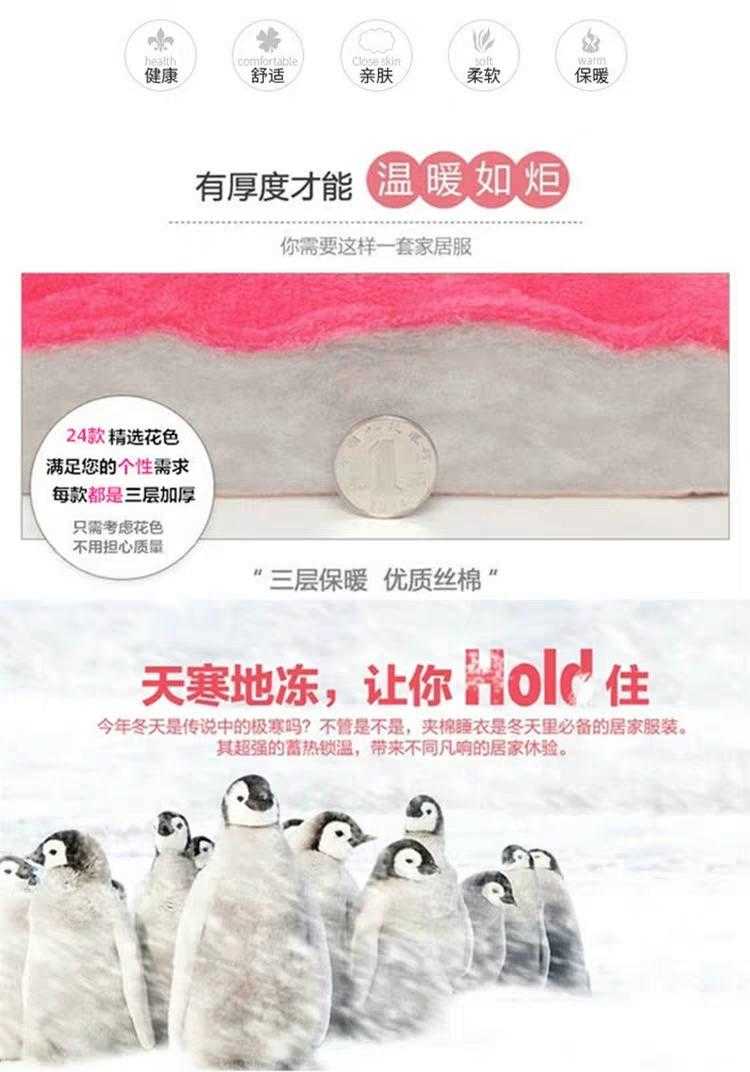 health
健康
comfortable
舒适
Close skin
亲肤
soft
柔软
warm
保暖
有厚度才能 温暖如炬
你需要这样一套家居服
24款 精选花色
满足您的个性需求
每款都是三层加厚
只需考虑花色
不用担心质量
1
“ 三层保暖 优质丝棉 “
天寒地冻，让你 Hold 住
今年冬天是传说中的极寒吗？不管是不是，夹棉睡衣是冬天里必备的居家服装。
其超强的蓄热锁温，带来不同凡响的居家体验。